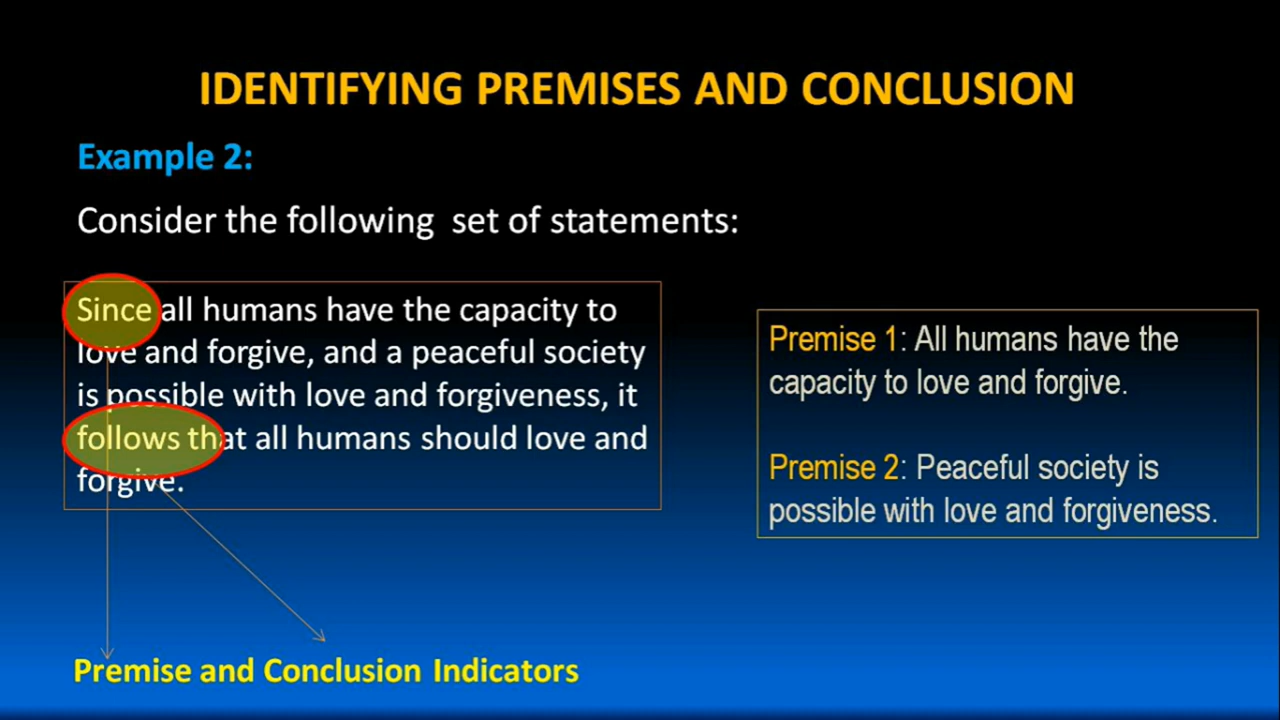 IDENTIFYING PREMISES AND CONCLUSION
Example 2:
Consider the following set of statements:
Since all humans have the capacity to
love and forgive, and a peaceful society
is possible with love and forgiveness, it
follows that all humans should love and
forgive.
Premise 1: All humans have the
capacity to love and forgive.
Premise 2: Peaceful society is
possible with love and forgiveness.
Premise and Conclusion Indicators